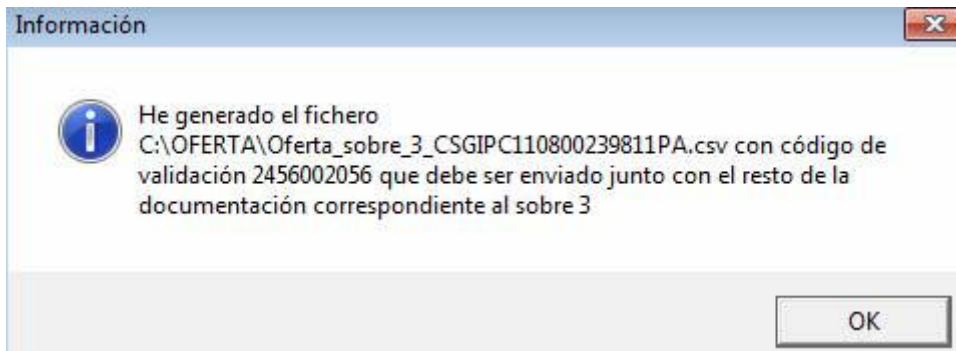 Información
He generado el fichero
C:\OFERTA\Oferta_sobre_3_CSGIPC110800239811PA.csv con código de
validación 2456002056 que debe ser enviado junto con el resto de la
documentación correspondiente al sobre 3
OK